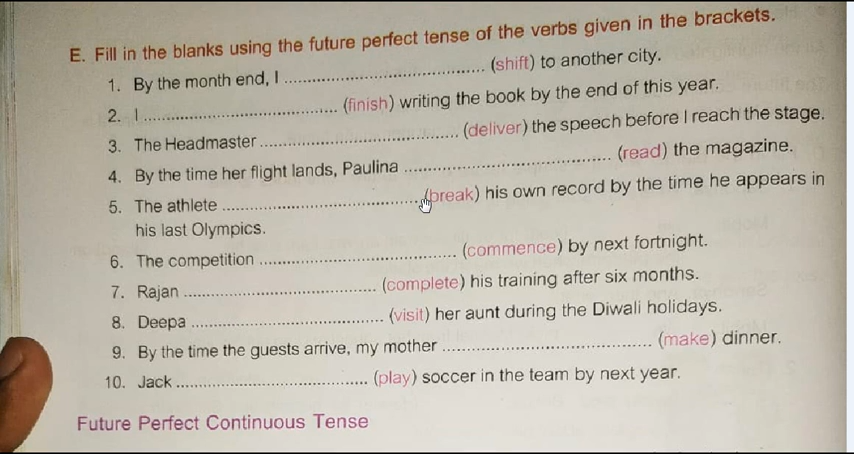 E. Fill in the blanks using the future perfect tense of the verbs given in the brackets.
1. By the month end, I .................................................. (shift) to another city.
2. I ................................................ (finish) writing the book by the end of this year.
3. The Headmaster .................................................. (deliver) the speech before I reach the stage.
4. By the time her flight lands, Paulina .................................................... (read) the magazine.
5. The athlete .................................................. (break) his own record by the time he appears in
his last Olympics.
6. The competition .................................................. (commence) by next fortnight.
7. Rajan ................................................ (complete) his training after six months.
8. Deepa ................................................ (visit) her aunt during the Diwali holidays.
9. By the time the guests arrive, my mother .................................................... (make) dinner.
10. Jack ................................................ (play) soccer in the team by next year.
Future Perfect Continuous Tense